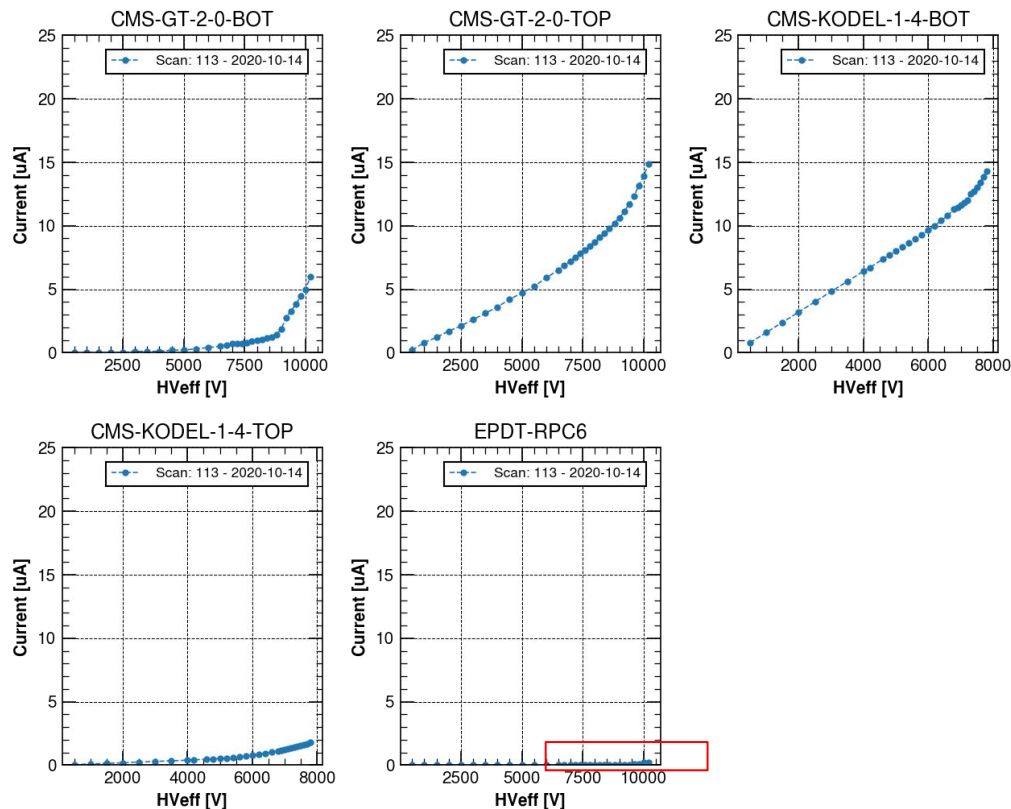 CMS-GT-2-0-BOT
25
20
15
10
5
0
Current [uA]
Scan: 113 - 2020-10-14
2500 5000 7500 10000
HVeff [V]
CMS-GT-2-0-TOP
25
20
15
10
5
0
Current [uA]
Scan: 113 - 2020-10-14
2500 5000 7500 10000
HVeff [V]
CMS-KODEL-1-4-BOT
25
20
15
10
5
0
Current [uA]
Scan: 113 - 2020-10-14
2000 4000 6000 8000
HVeff [V]
CMS-KODEL-1-4-TOP
25
20
15
10
5
0
Current [uA]
Scan: 113 - 2020-10-14
2000 4000 6000 8000
HVeff [V]
EPDT-RPC6
25
20
15
10
5
0
Current [uA]
Scan: 113 - 2020-10-14
2500 5000 7500 10000
HVeff [V]